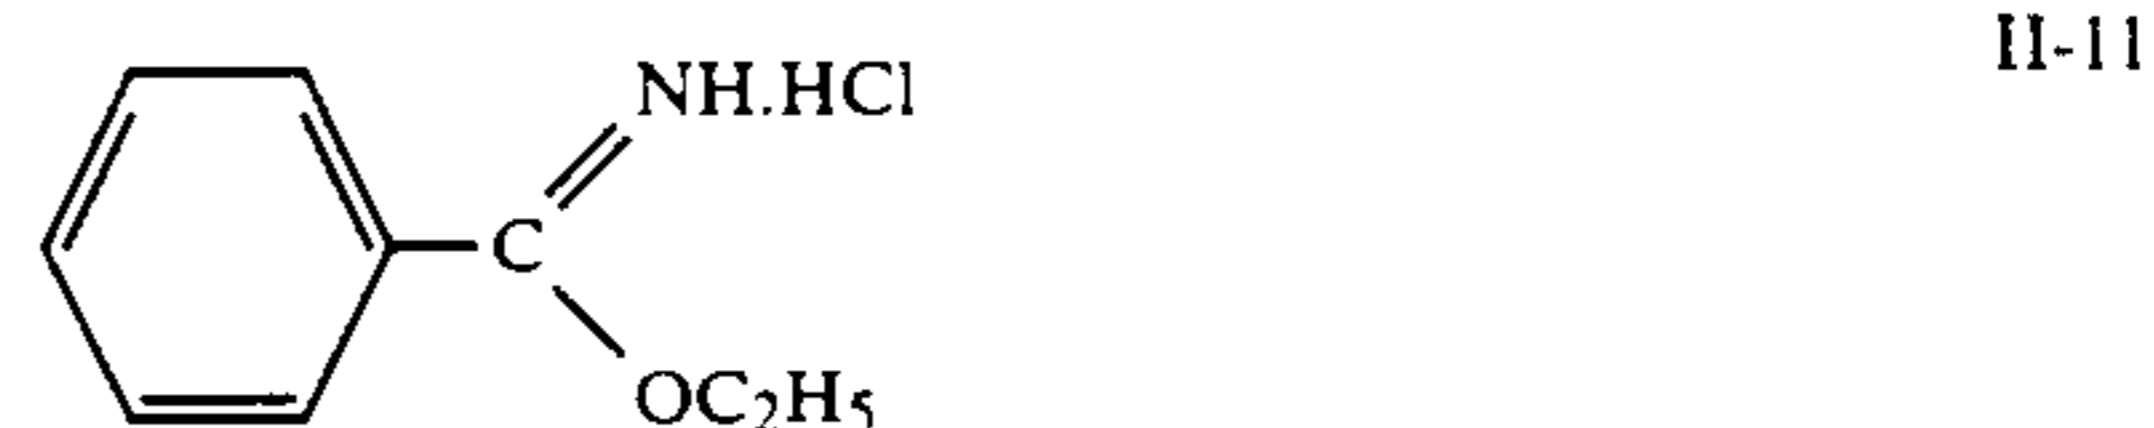 II-11
NH.HCl
C
OC₂H₅